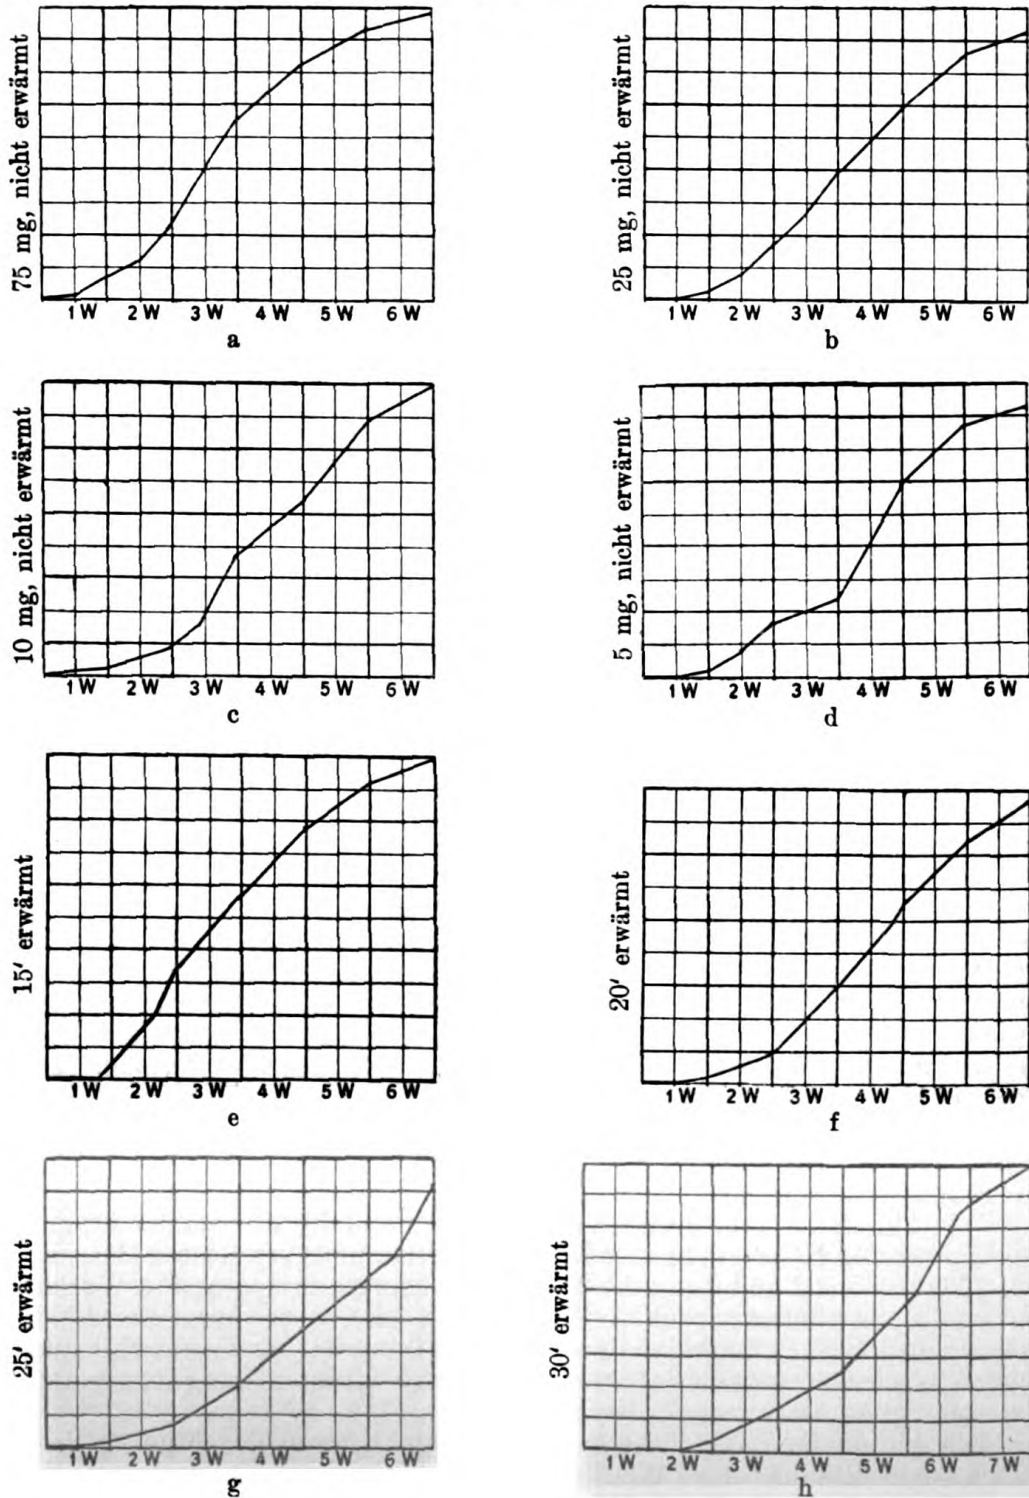 75 mg, nicht erwärmt
1 W 2 W 3 W 4 W 5 W 6 W
a
25 mg, nicht erwärmt
1 W 2 W 3 W 4 W 5 W 6 W
b
10 mg, nicht erwärmt
1 W 2 W 3 W 4 W 5 W 6 W
c
5 mg, nicht erwärmt
1 W 2 W 3 W 4 W 5 W 6 W
d
15' erwärmt
1 W 2 W 3 W 4 W 5 W 6 W
e
20' erwärmt
1 W 2 W 3 W 4 W 5 W 6 W
f
25' erwärmt
1 W 2 W 3 W 4 W 5 W 6 W
g
30' erwärmt
1 W 2 W 3 W 4 W 5 W 6 W 7 W
h